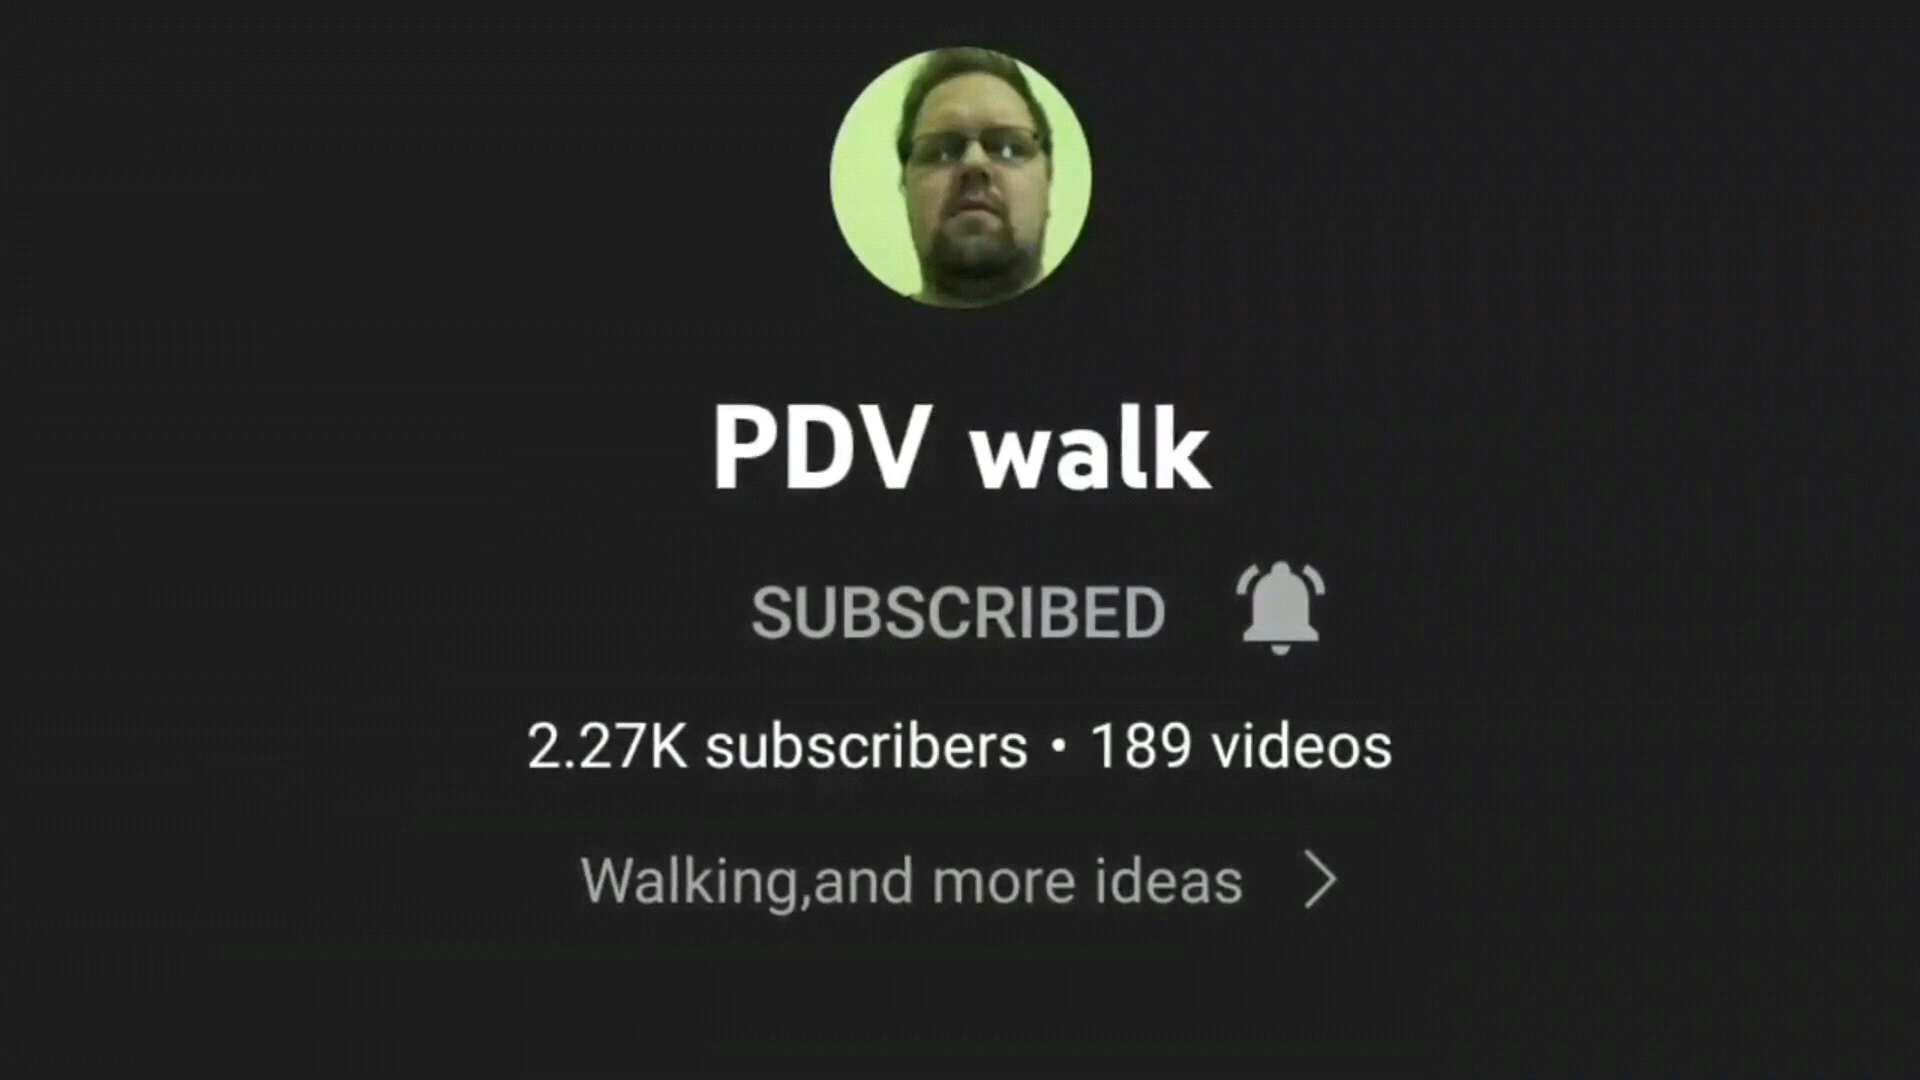 PDV walk
SUBSCRIBED
2.27K subscribers • 189 videos
Walking,and more ideas